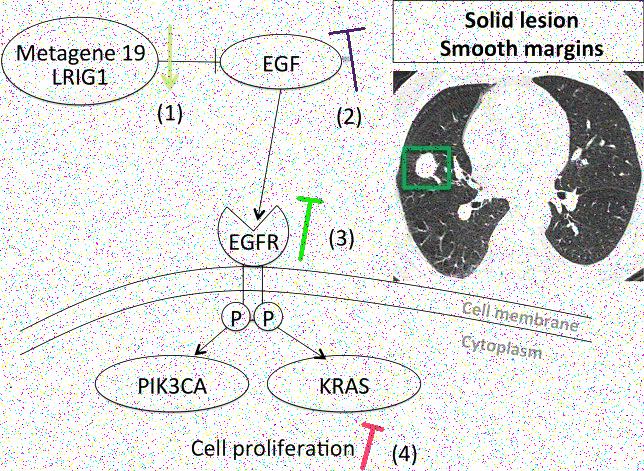 Solid lesion
Smooth margins
Metagene 19
LRIG1
EGF
(1)
(2)
EGFR
(3)
P
P
Cell membrane
Cytoplasm
PIK3CA
KRAS
Cell proliferation
(4)